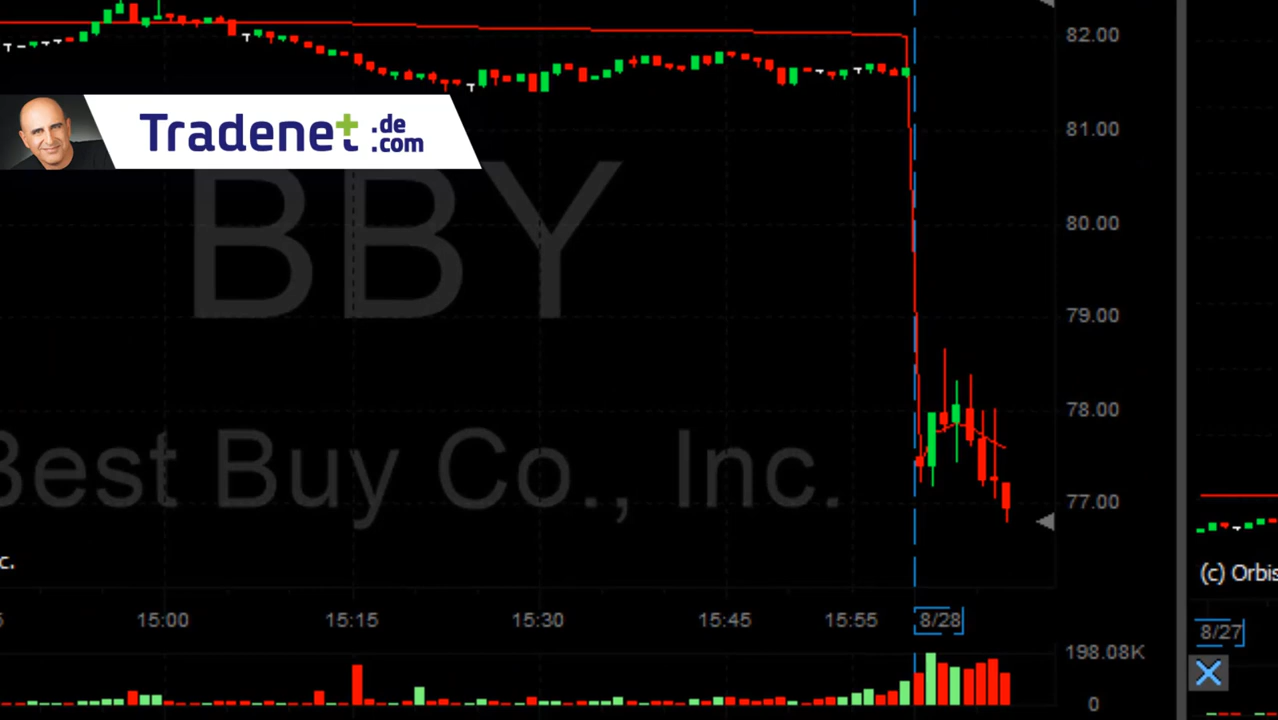 82.00
Tradenet .de .com
81.00
BBY
80.00
79.00
78.00
Best Buy Co., Inc.
77.00
c.
(c) Orbis
15:00
15:15
15:30
15:45
15:55
8/28
8/27
198.08K
0